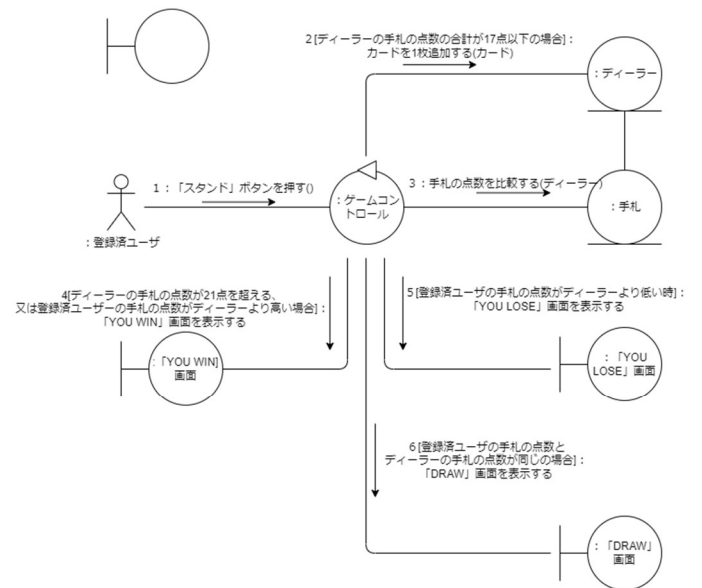 2 [ディーラーの手札の点数の合計が17点以下の場合]：
カードを1枚追加する(カード)
：ディーラー
1：「スタンド」ボタンを押す()
：ゲームコン
トロール
3：手札の点数を比較する(ディーラー)
：手札
：登録済ユーザ
4[ディーラーの手札の点数が21点を超える、
又は登録済ユーザーの手札の点数がディーラーより高い場合]：
「YOU WIN」画面を表示する
5 [登録済ユーザの手札の点数がディーラーより低い時]：
「YOU LOSE」画面を表示する
：「YOU WIN]
画面
：「YOU
LOSE」画面
6 [登録済ユーザの手札の点数と
ディーラーの手札の点数が同じの場合]：
「DRAW」画面を表示する
：「DRAW」
画面